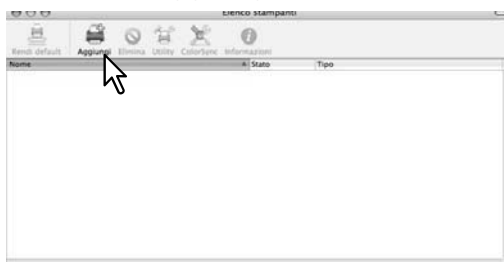 Elenco stampanti
Rendi default Aggiungi Elimina Utility ColorSync Informazioni
Nome Stato Tipo